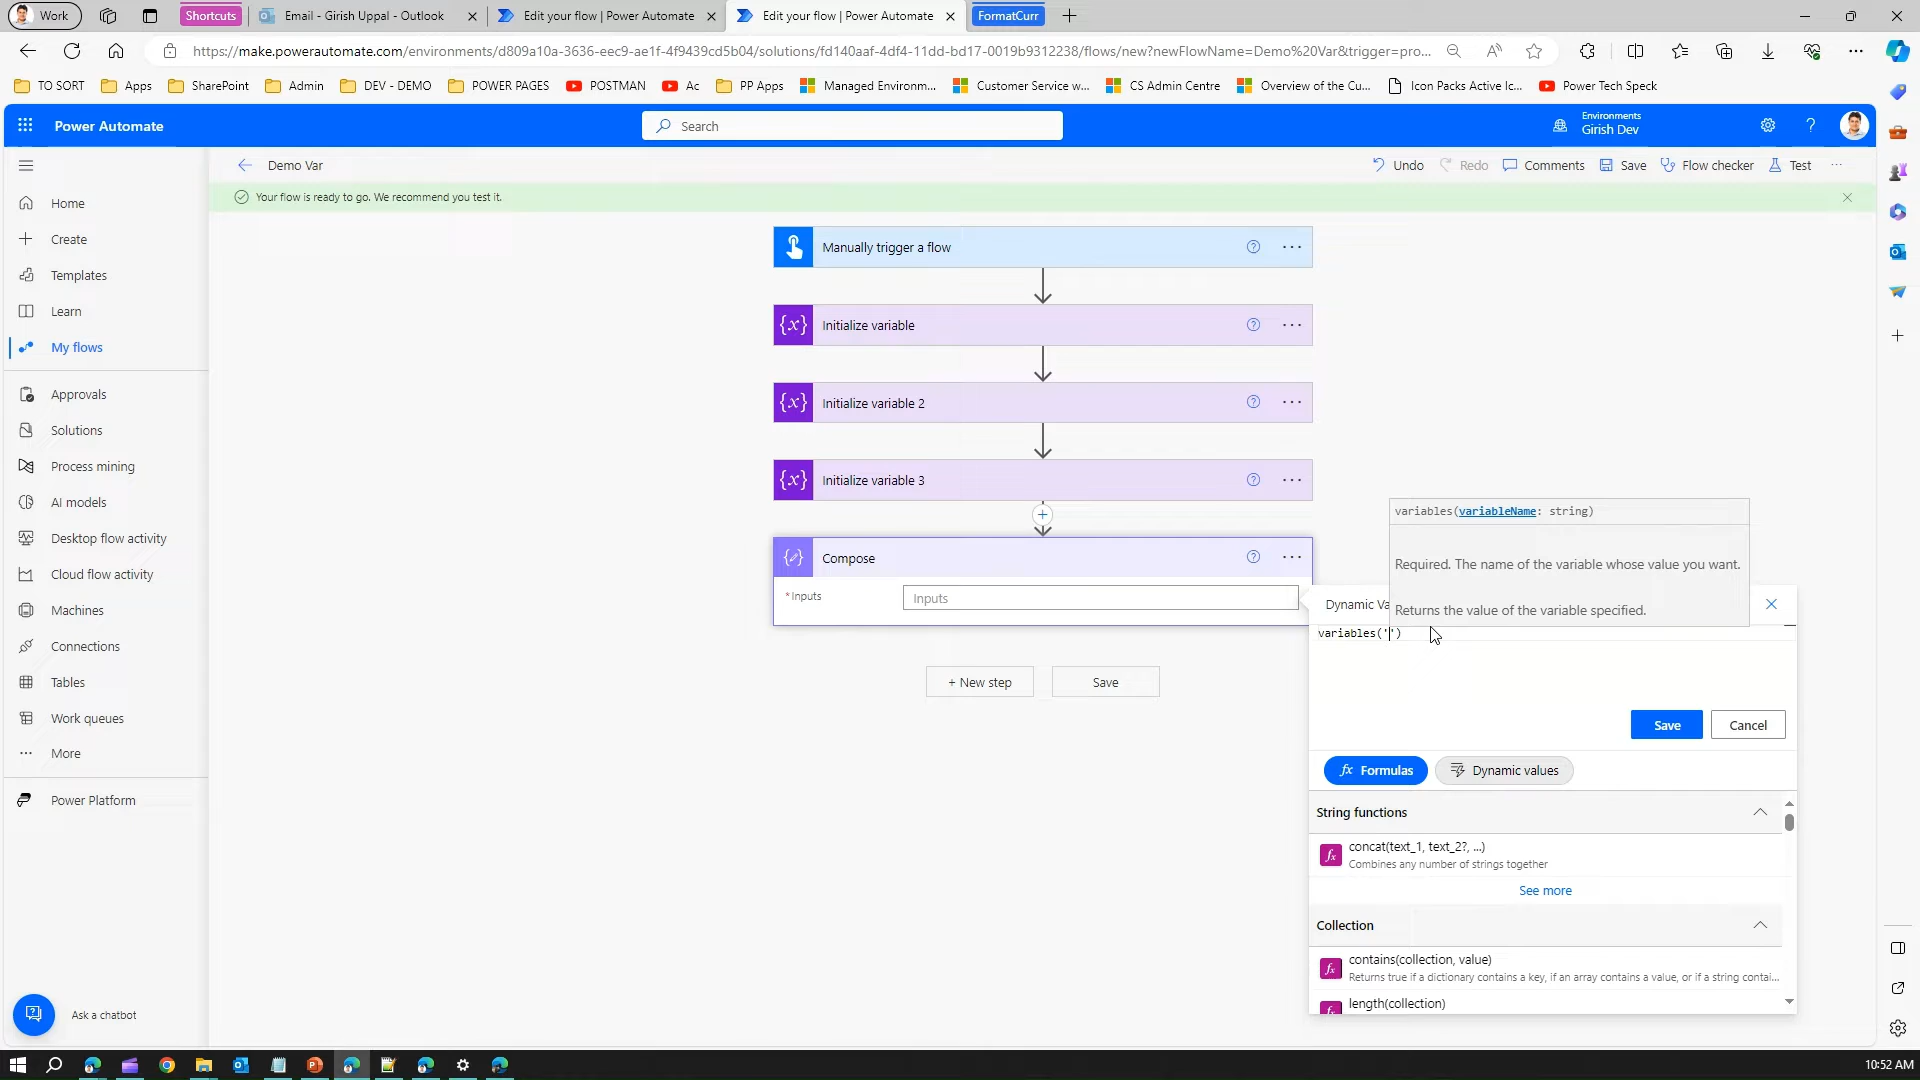 Work
Shortcuts
Email - Girish Uppal - Outlook
Edit your flow | Power Automate
Edit your flow | Power Automate
FormatCurr
https://make.powerautomate.com/environments/d809a10a-3636-eec9-ae1f-4f9439cd5b04/solutions/fd140aaf-4df4-11dd-bd17-0019b9312238/flows/new?newFlowName=Demo%20Var&trigger=pro...
TO SORT
Apps
SharePoint
Admin
DEV - DEMO
POWER PAGES
POSTMAN
Ac
PP Apps
Managed Environm...
Customer Service w...
CS Admin Centre
Overview of the Cu...
Icon Packs Active Ic...
Power Tech Speck
Power Automate
Search
Environments
Girish Dev
Demo Var
Undo
Redo
Comments
Save
Flow checker
Test
Your flow is ready to go. We recommend you test it.
Home
Create
Templates
Learn
My flows
Approvals
Solutions
Process mining
AI models
Desktop flow activity
Cloud flow activity
Machines
Connections
Tables
Work queues
More
Power Platform
Ask a chatbot
Manually trigger a flow
Initialize variable
Initialize variable 2
Initialize variable 3
Compose
* Inputs
Inputs
+ New step
Save
variables(variableName: string)
Required. The name of the variable whose value you want.
Returns the value of the variable specified.
Dynamic Va
variables('')
Save
Cancel
fx Formulas
Dynamic values
String functions
fx
concat(text_1, text_2?, ...)
Combines any number of strings together
See more
Collection
fx
contains(collection, value)
Returns true if a dictionary contains a key, if an array contains a value, or if a string contai...
fx
length(collection)
10:52 AM